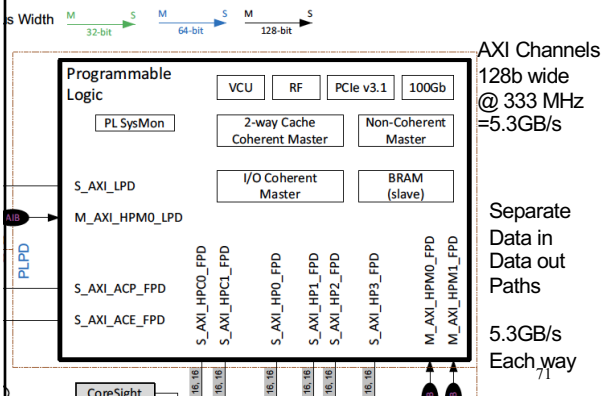 s Width
M S
32-bit
M S
64-bit
M S
128-bit
Programmable
Logic
VCU
RF
PCIe v3.1
100Gb
PL SysMon
2-way Cache
Coherent Master
Non-Coherent
Master
I/O Coherent
Master
BRAM
(slave)
S_AXI_LPD
AIB
M_AXI_HPM0_LPD
PLPD
S_AXI_ACP_FPD
S_AXI_ACE_FPD
S_AXI_HPC0_FPD
S_AXI_HPC1_FPD
S_AXI_HP0_FPD
S_AXI_HP1_FPD
S_AXI_HP2_FPD
S_AXI_HP3_FPD
M_AXI_HPM0_FPD
M_AXI_HPM1_FPD
16, 16
16, 16
16, 16
16, 16
16, 16
16, 16
CoreSight
AXI Channels
128b wide
@ 333 MHz
=5.3GB/s
Separate
Data in
Data out
Paths
5.3GB/s
Each way
71